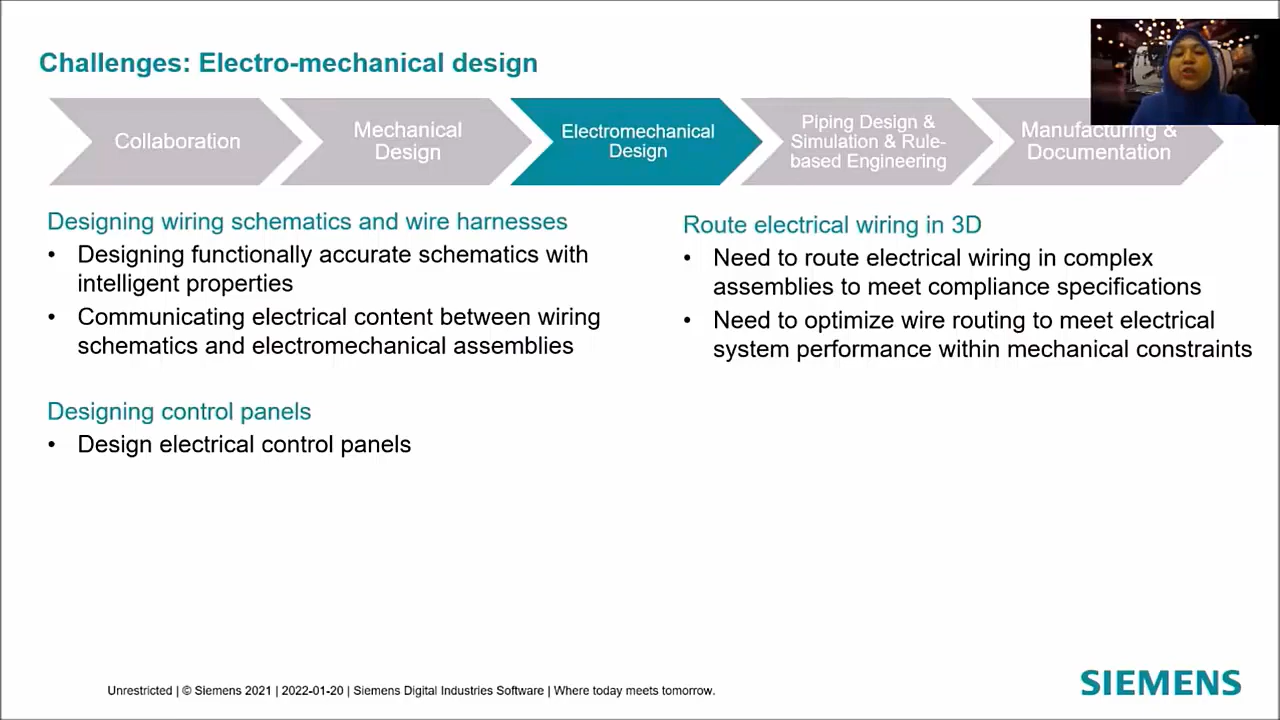 Challenges: Electro-mechanical design
Collaboration
Mechanical
Design
Electromechanical
Design
Piping Design &
Simulation & Rule-
based Engineering
Manufacturing &
Documentation
Designing wiring schematics and wire harnesses
• Designing functionally accurate schematics with
intelligent properties
• Communicating electrical content between wiring
schematics and electromechanical assemblies
Designing control panels
• Design electrical control panels
Route electrical wiring in 3D
• Need to route electrical wiring in complex
assemblies to meet compliance specifications
• Need to optimize wire routing to meet electrical
system performance within mechanical constraints
Unrestricted | © Siemens 2021 | 2022-01-20 | Siemens Digital Industries Software | Where today meets tomorrow.
SIEMENS